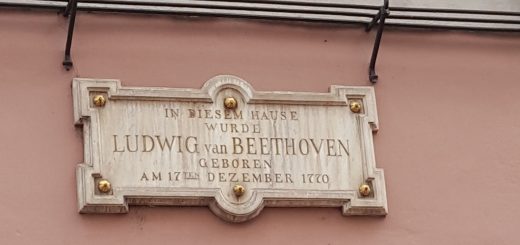 IN DIESEM HAUSE
WURDE
LUDWIG van BEETHOVEN
GEBOREN
AM 17TEN DEZEMBER 1770